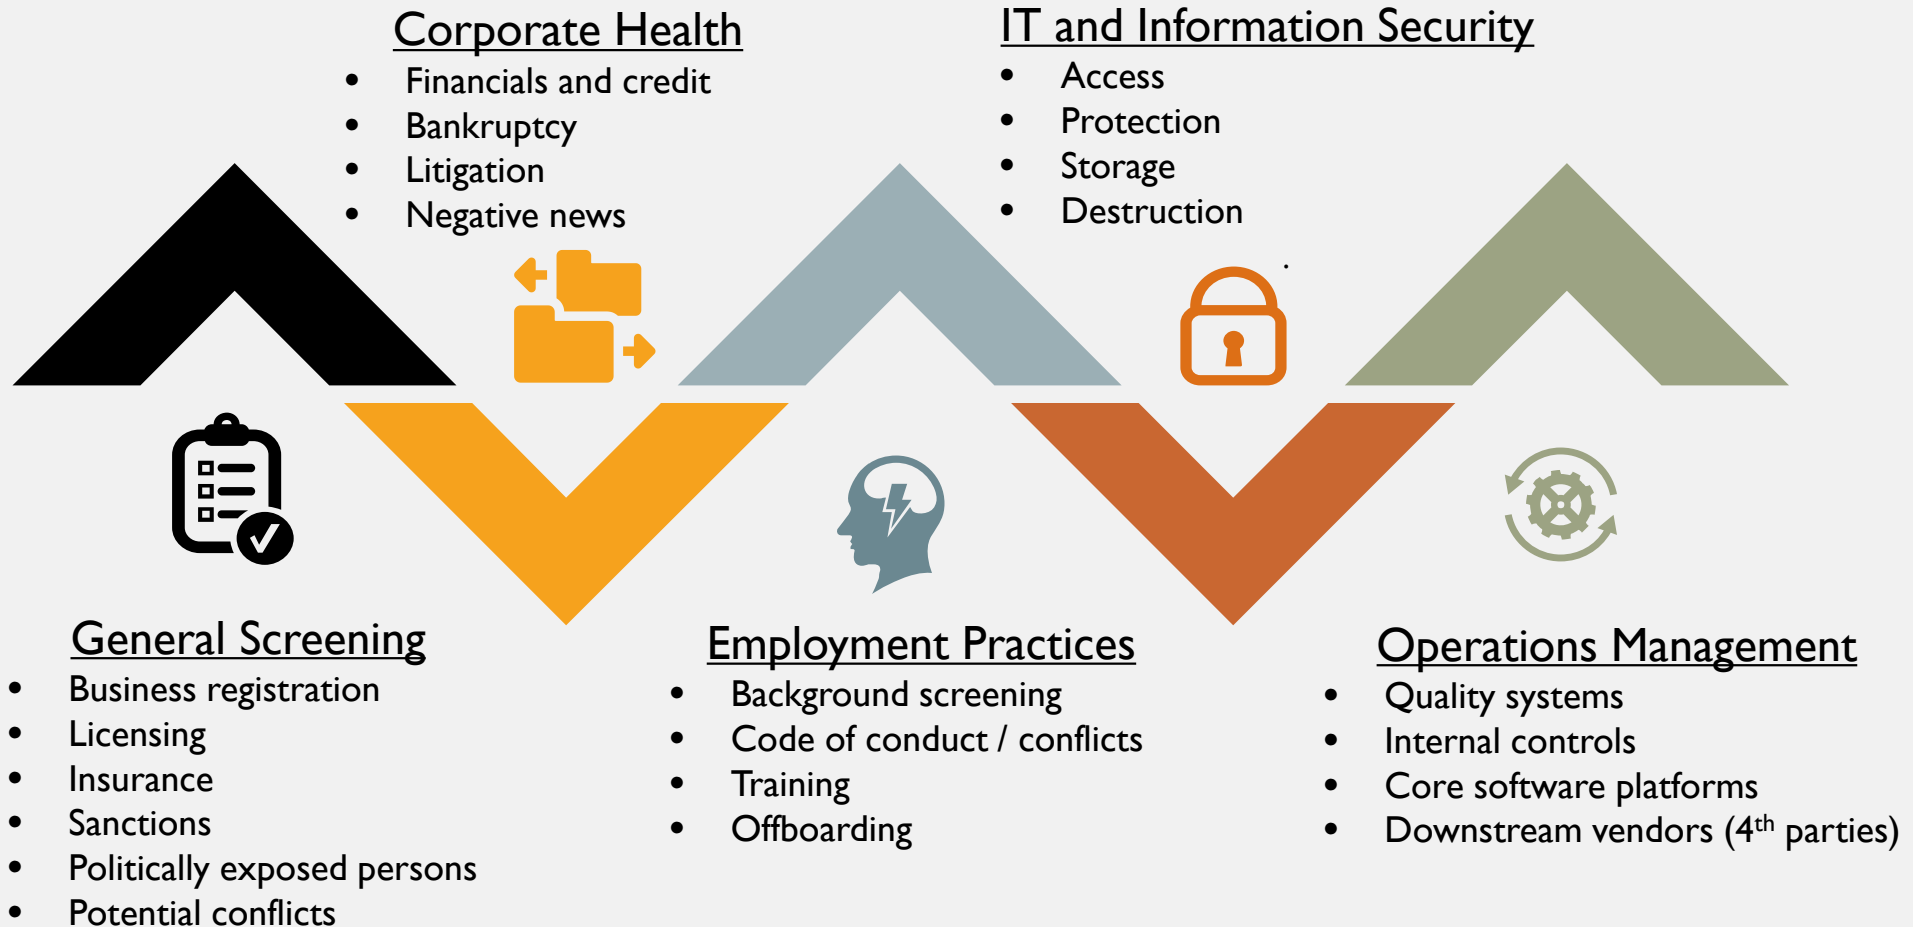 Corporate Health
• Financials and credit
• Bankruptcy
• Litigation
• Negative news
IT and Information Security
• Access
• Protection
• Storage
• Destruction
.
General Screening
• Business registration
• Licensing
• Insurance
• Sanctions
• Politically exposed persons
• Potential conflicts
Employment Practices
• Background screening
• Code of conduct / conflicts
• Training
• Offboarding
Operations Management
• Quality systems
• Internal controls
• Core software platforms
• Downstream vendors (4th parties)